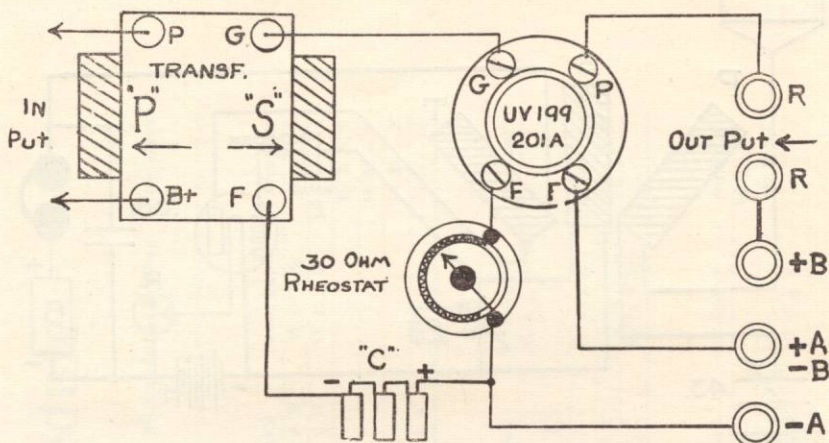 P
G
TRANSF.
"P"
"S"
IN
Put.
B+
F
G
P
UV199
201A
F
F
R
Out Put
R
+B
30 OHM
RHEOSTAT
"C"
-
+
+A
-B
-A